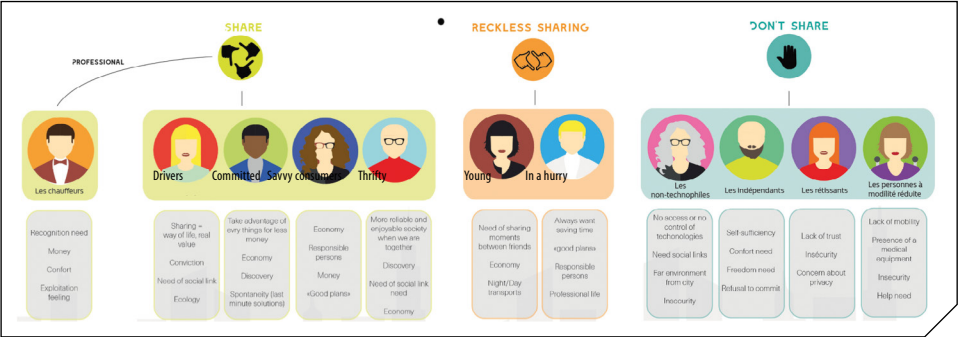 SHARE
RECKLESS SHARING
DON'T SHARE
PROFESSIONAL
Les chauffeurs
Drivers
Committed
Savvy consumers
Thrifty
Young
In a hurry
Les
non-technophiles
Les Indépendants
Les rétissants
Les personnes à
modilité réduite
Recognition need
Money
Confort
Exploitation
feeling
Sharing =
way of life, real
value
Conviction
Need of social link
Ecology
Take advantage of
evry things for less
money
Economy
Discovery
Spontaneity (last
minute solutions)
Economy
Responsible
persons
Money
«Good plans»
More reliable and
enjoyable society
when we are
together
Discovery
Need of social link
need
Economy
Need of sharing
moments
between friends
Economy
Night/Day
transports
Always want
saving time
«good plans»
Responsible
persons
Professional life
No access or no
control of
techonologies
Need social links
Far environment
from city
Insecurity
Self-sufficiency
Confort need
Freedom need
Refusal to commit
Lack of trust
Insécurity
Concern about
privacy
Lack of mobility
Presence of a
medical
equipment
Insecurity
Help need